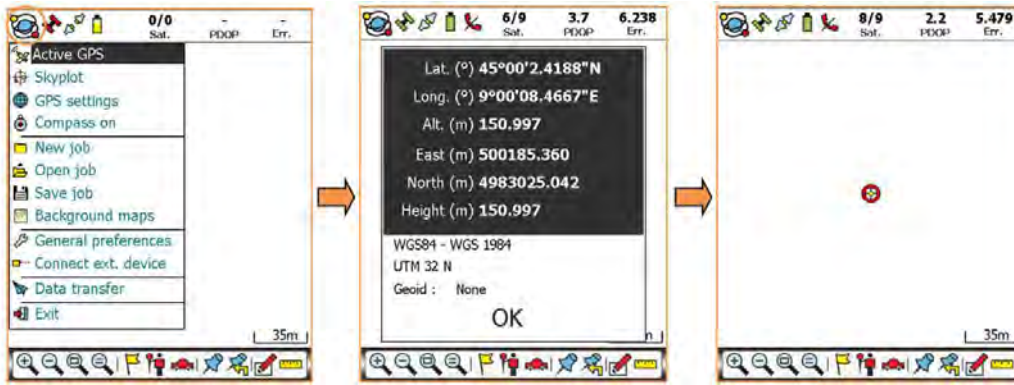 0/0 - -
Sat. PDOP Err.
Active GPS
Skyplot
GPS settings
Compass on
New job
Open job
Save job
Background maps
General preferences
Connect ext. device
Data transfer
Exit
35m
6/9 3.7 6.238
Sat. PDOP Err.
Lat. (°) 45°00'2.4188"N
Long. (°) 9°00'08.4667"E
Alt. (m) 150.997
East (m) 500185.360
North (m) 4983025.042
Height (m) 150.997
WGS84 - WGS 1984
UTM 32 N
Geoid : None
OK
8/9 2.2 5.479
Sat. PDOP Err.
35m